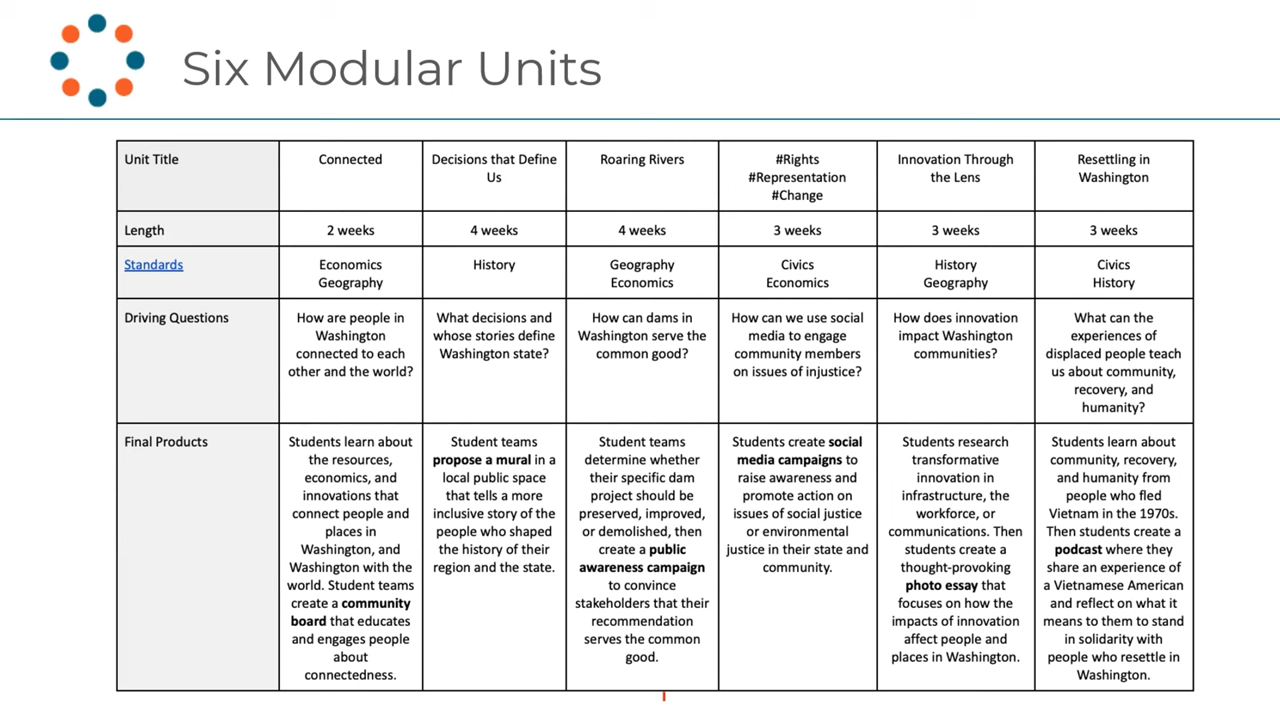 Six Modular Units
Unit Title
Connected
Decisions that Define
Us
Roaring Rivers
#Rights
#Representation
#Change
Innovation Through
the Lens
Resettling in
Washington
Length
2 weeks
4 weeks
4 weeks
3 weeks
3 weeks
3 weeks
Standards
Economics
Geography
History
Geography
Economics
Civics
Economics
History
Geography
Civics
History
Driving Questions
How are people in
Washington
connected to each
other and the world?
What decisions and
whose stories define
Washington state?
How can dams in
Washington serve the
common good?
How can we use social
media to engage
community members
on issues of injustice?
How does innovation
impact Washington
communities?
What can the
experiences of
displaced people teach
us about community,
recovery, and
humanity?
Final Products
Students learn about
the resources,
economics, and
innovations that
connect people and
places in
Washington, and
Washington with the
world. Student teams
create a community
board that educates
and engages people
about
connectedness.
Student teams
propose a mural in a
local public space
that tells a more
inclusive story of the
people who shaped
the history of their
region and the state.
Student teams
determine whether
their specific dam
project should be
preserved, improved,
or demolished, then
create a public
awareness campaign
to convince
stakeholders that their
recommendation
serves the common
good.
Students create social
media campaigns to
raise awareness and
promote action on
issues of social justice
or environmental
justice in their state and
community.
Students research
transformative
innovation in
infrastructure, the
workforce, or
communications. Then
students create a
thought-provoking
photo essay that
focuses on how the
impacts of innovation
affect people and
places in Washington.
Students learn about
community, recovery,
and humanity from
people who fled
Vietnam in the 1970s.
Then students create a
podcast where they
share an experience of
a Vietnamese American
and reflect on what it
means to them to stand
in solidarity with
people who resettle in
Washington.